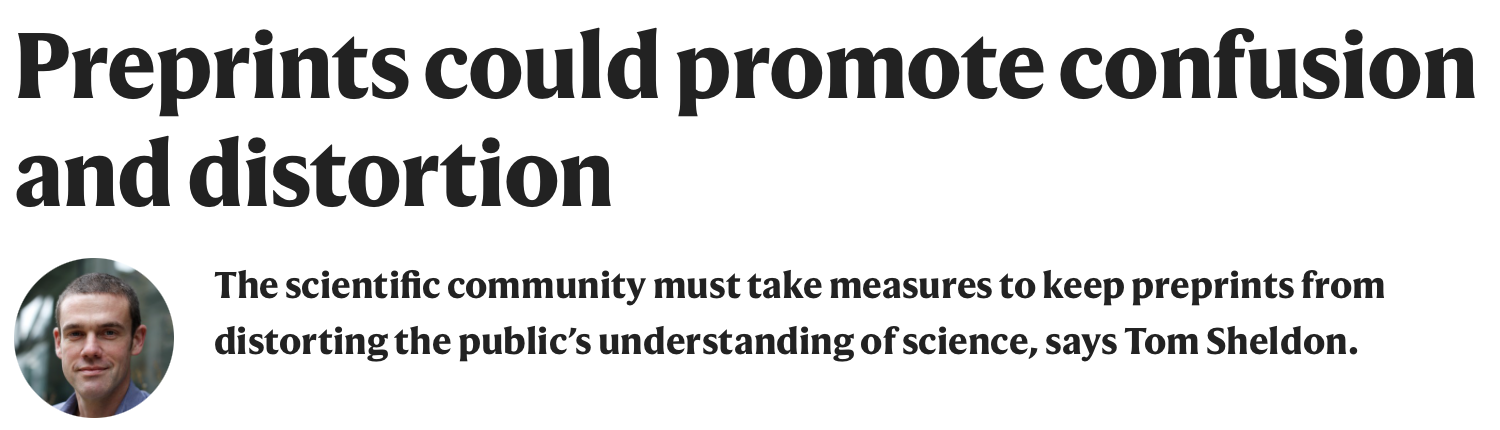 Preprints could promote confusion
and distortion
The scientific community must take measures to keep preprints from
distorting the public’s understanding of science, says Tom Sheldon.